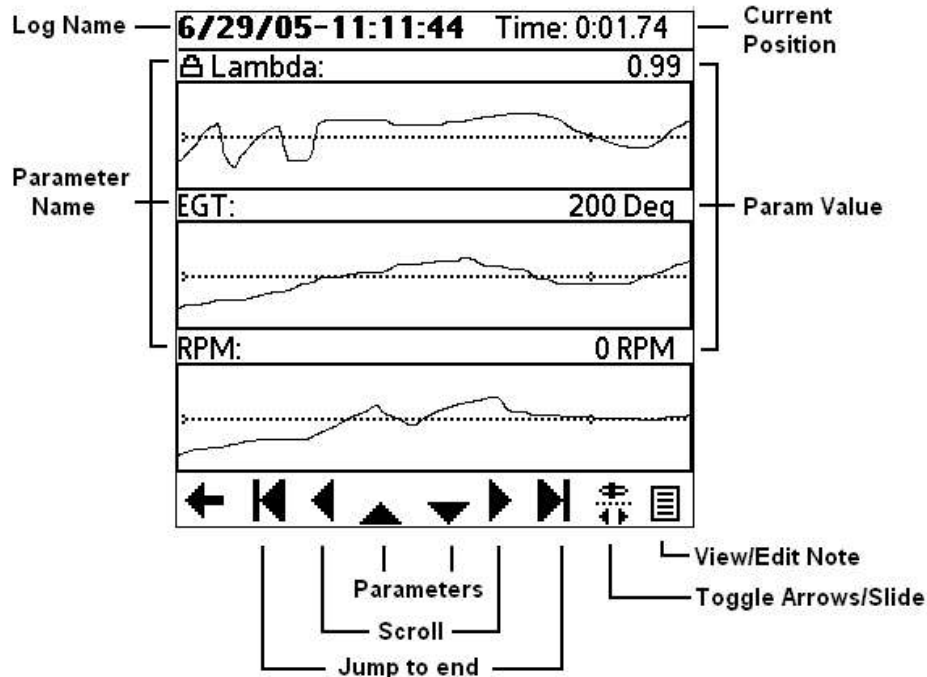 Log Name
6/29/05-11:11:44 Time: 0:01.74
Current
Position
Lambda: 0.99
Parameter
Name
EGT: 200 Deg
Param Value
RPM: 0 RPM
View/Edit Note
Parameters
Toggle Arrows/Slide
Scroll
Jump to end